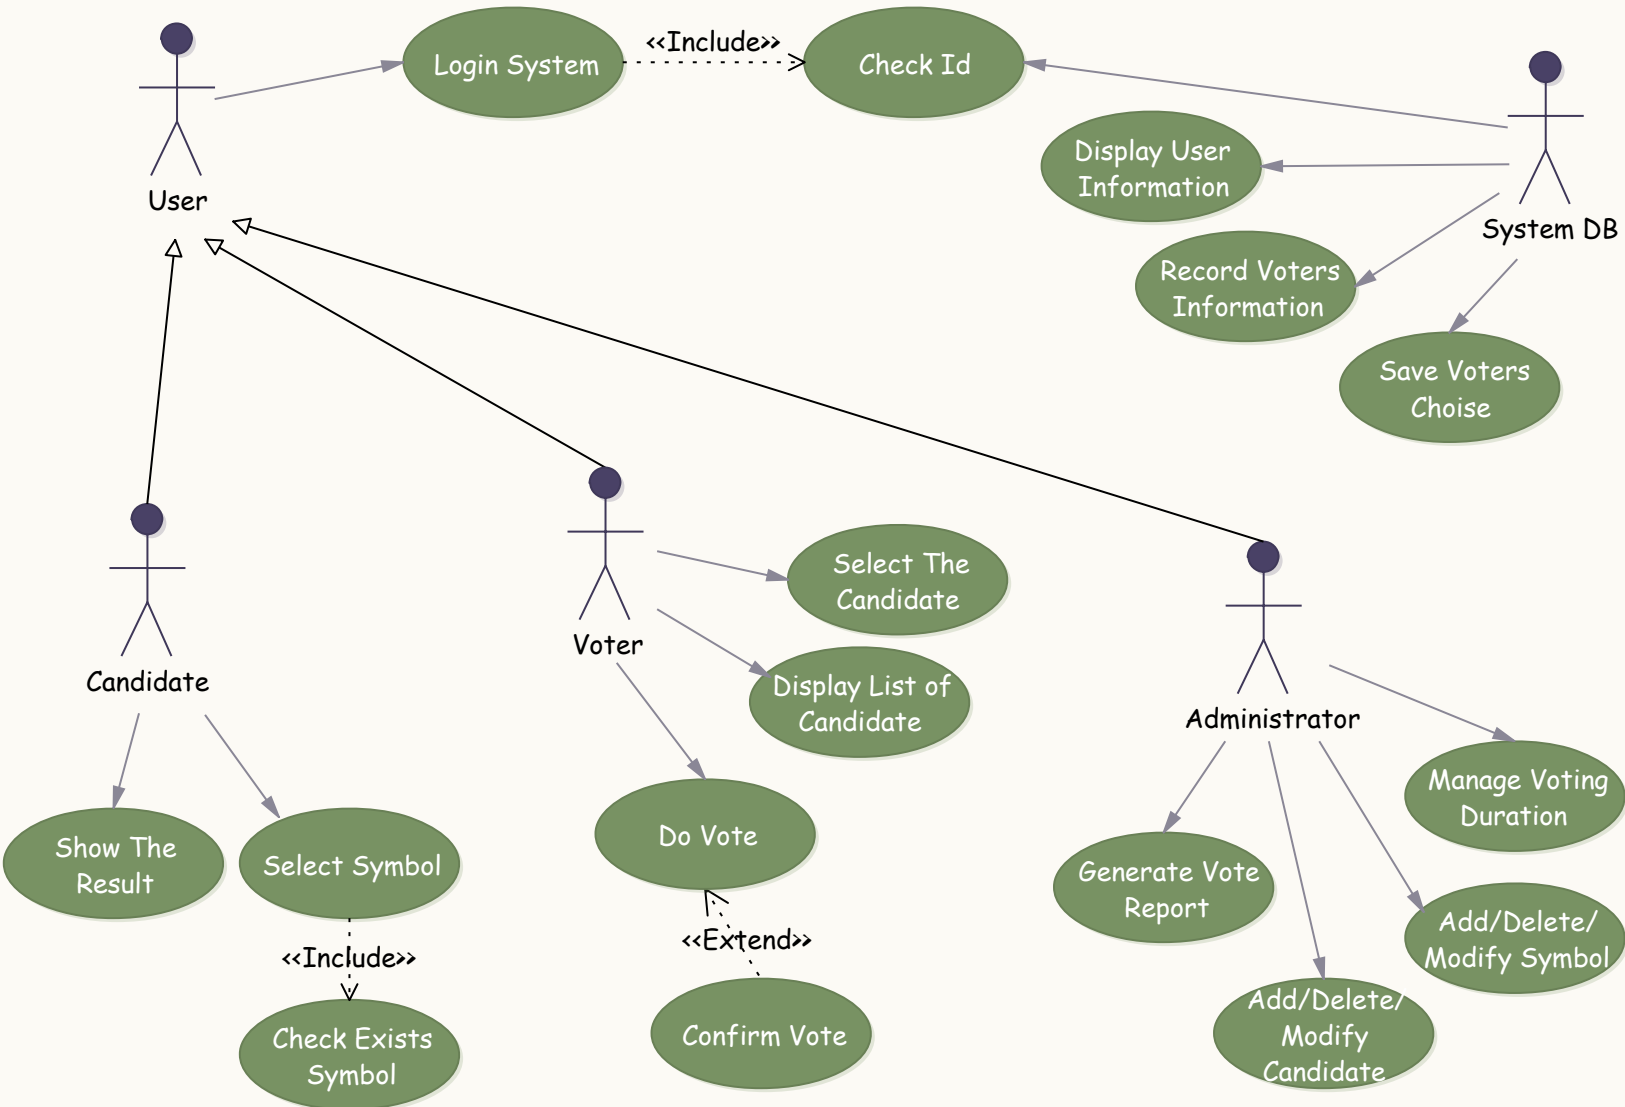 Login System
<<Include>>
Check Id
User
Display User
Information
System DB
Record Voters
Information
Save Voters
Choise
Candidate
Voter
Select The
Candidate
Display List of
Candidate
Administrator
Show The
Result
Select Symbol
<<Include>>
Check Exists
Symbol
Do Vote
<<Extend>>
Confirm Vote
Manage Voting
Duration
Generate Vote
Report
Add/Delete/
Modify Symbol
Add/Delete/
Modify
Candidate